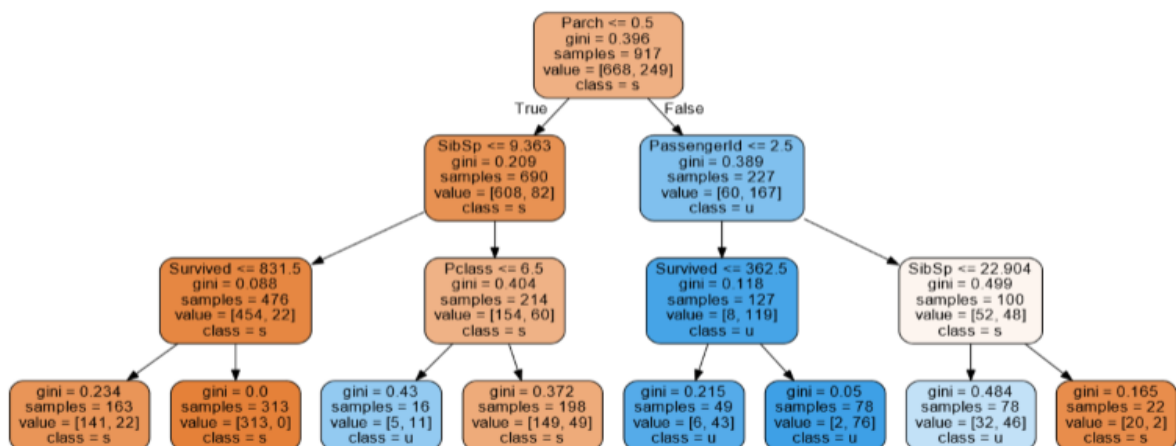 Parch <= 0.5
gini = 0.396
samples = 917
value = [668, 249]
class = s
True
False
SibSp <= 9.363
gini = 0.209
samples = 690
value = [608, 82]
class = s
PassengerId <= 2.5
gini = 0.389
samples = 227
value = [60, 167]
class = u
Survived <= 831.5
gini = 0.088
samples = 476
value = [454, 22]
class = s
Pclass <= 6.5
gini = 0.404
samples = 214
value = [154, 60]
class = s
Survived <= 362.5
gini = 0.118
samples = 127
value = [8, 119]
class = u
SibSp <= 22.904
gini = 0.499
samples = 100
value = [52, 48]
class = s
gini = 0.234
samples = 163
value = [141, 22]
class = s
gini = 0.0
samples = 313
value = [313, 0]
class = s
gini = 0.43
samples = 16
value = [5, 11]
class = u
gini = 0.372
samples = 198
value = [149, 49]
class = s
gini = 0.215
samples = 49
value = [6, 43]
class = u
gini = 0.05
samples = 78
value = [2, 76]
class = u
gini = 0.484
samples = 78
value = [32, 46]
class = u
gini = 0.165
samples = 22
value = [20, 2]
class = s